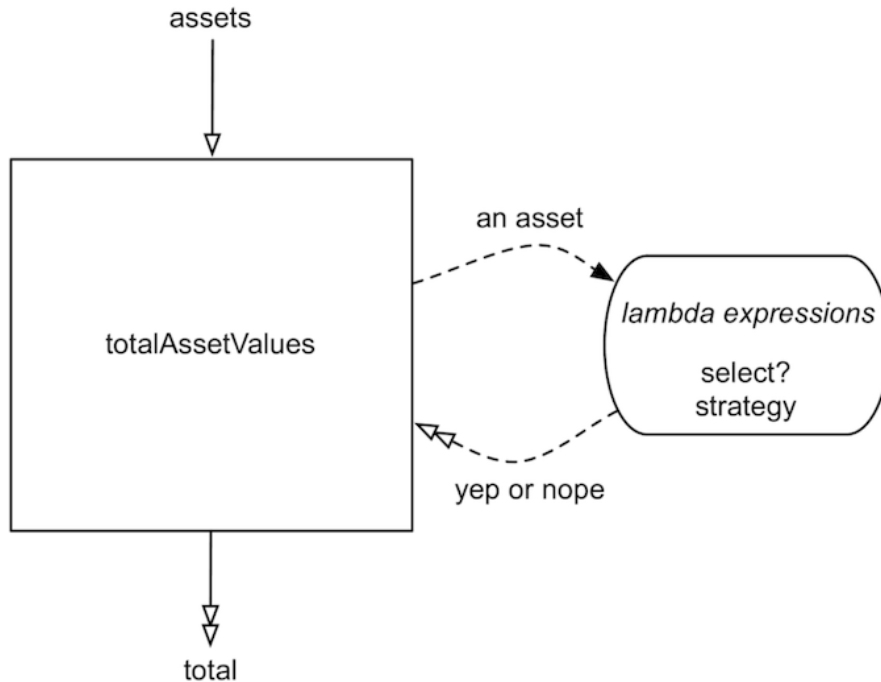 assets
an asset
lambda expressions
totalAssetValues
select?
strategy
yep or nope
total